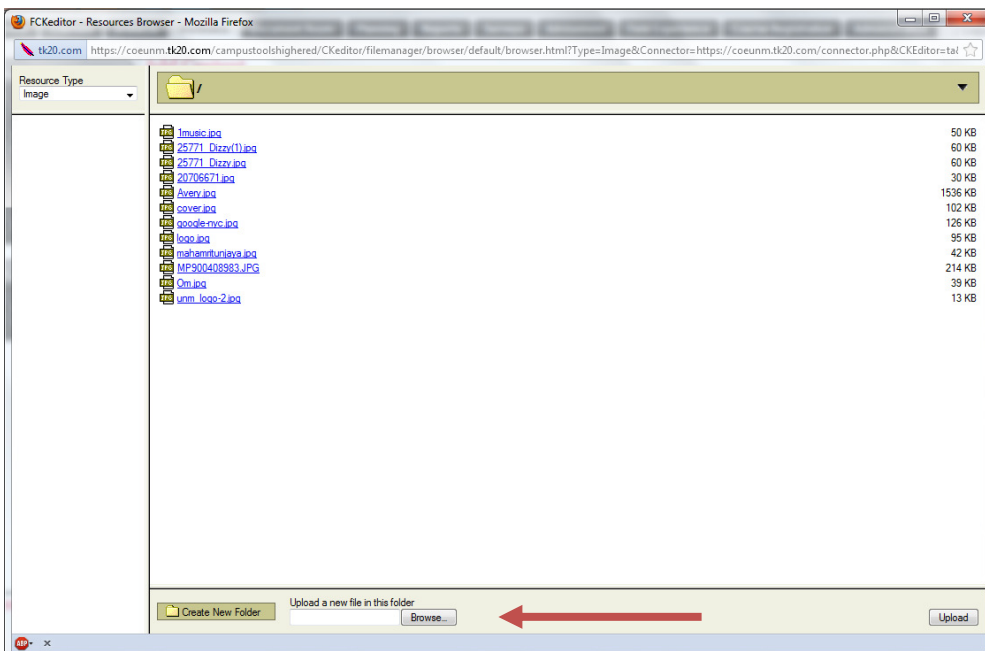 FCKeditor - Resources Browser - Mozilla Firefox
tk20.com https://coeunm.tk20.com/campustoolshighered/CKeditor/filemanager/browser/default/browser.html?Type=Image&Connector=https://coeunm.tk20.com/connector.php&CKEditor=tal
Resource Type
Image
/
1music.jpg 50 KB
25771_Dizzy(1).jpg 60 KB
25771_Dizzy.jpg 60 KB
20706671.jpg 30 KB
Avery.jpg 1536 KB
cover.jpg 102 KB
google-nyc.jpg 126 KB
logo.jpg 95 KB
mahamritunjaya.jpg 42 KB
MP900408983.JPG 214 KB
Om.jpg 39 KB
unm_logo-2.jpg 13 KB
Create New Folder
Upload a new file in this folder
Browse... Upload
ABP